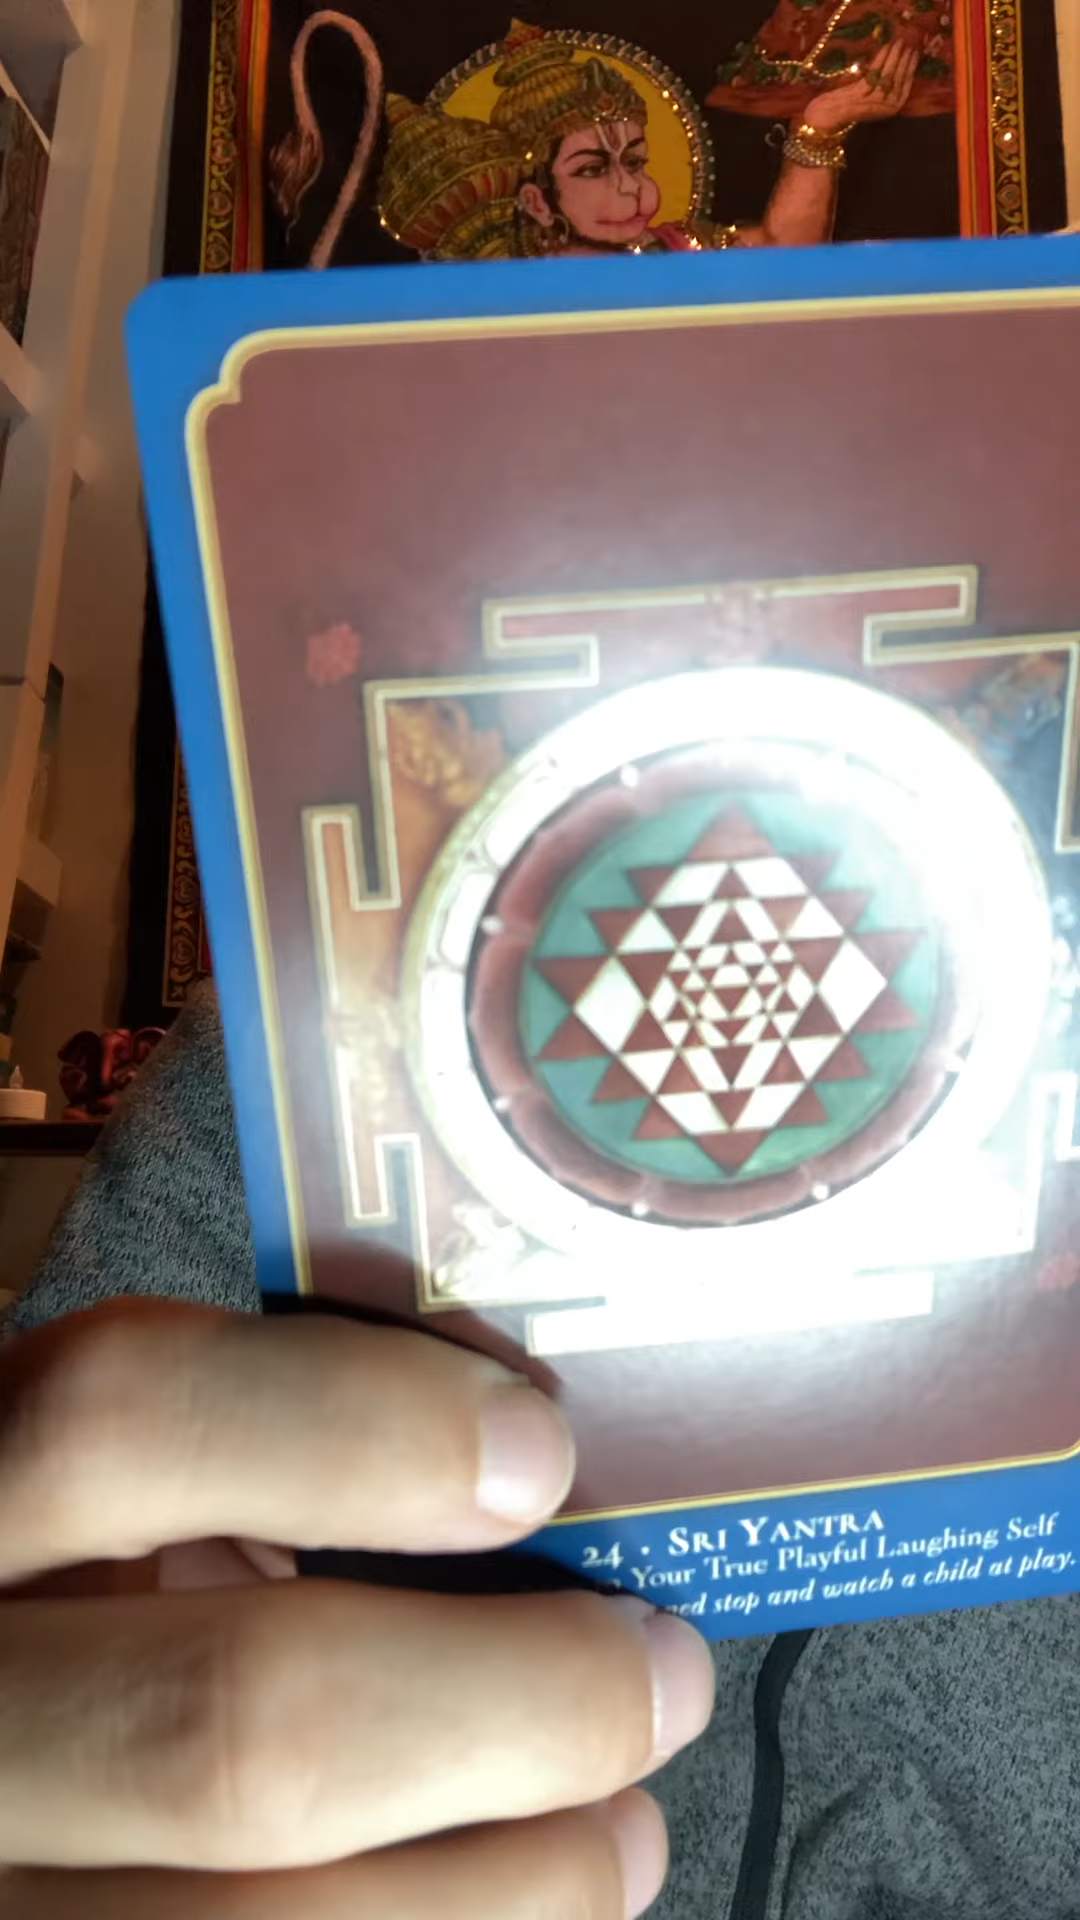 24 • SRI YANTRA
Your True Playful Laughing Self
stop and watch a child at play.